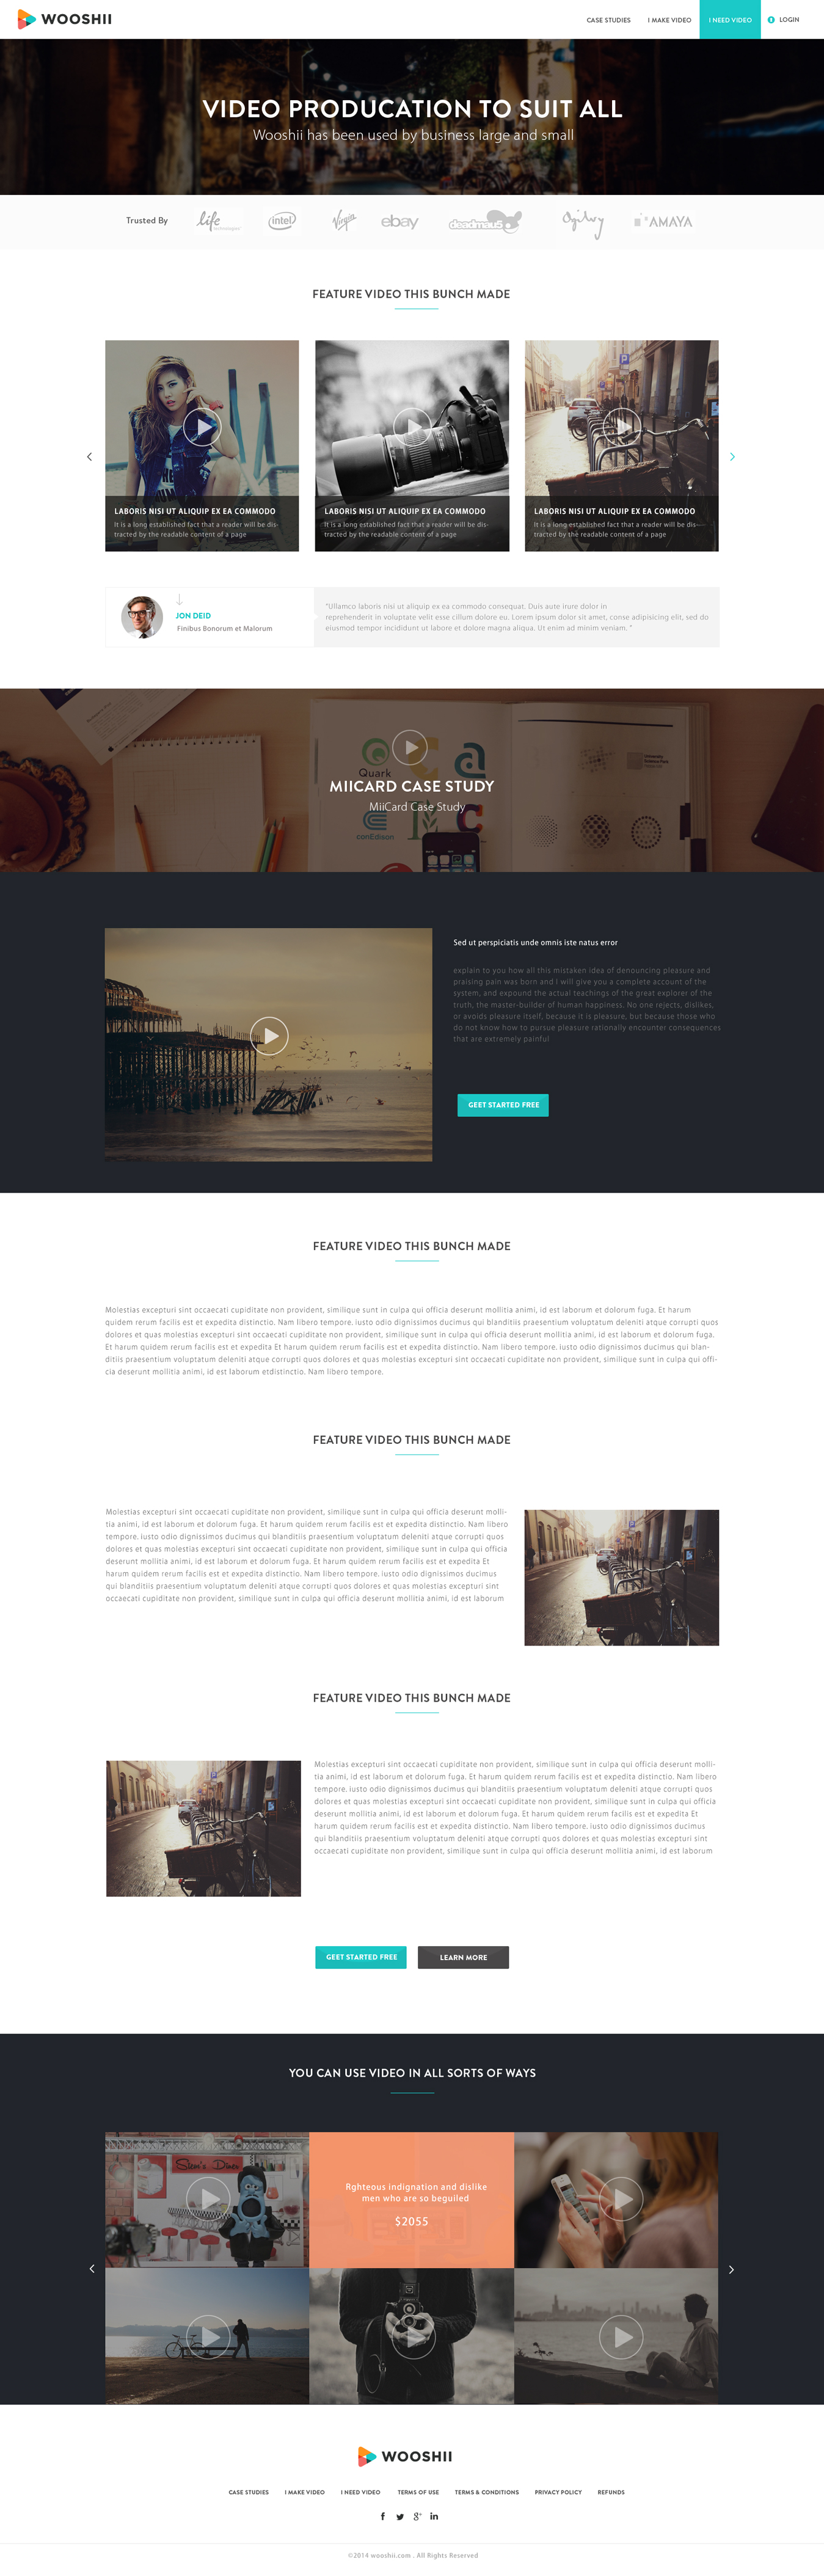 WOOSHII
CASE STUDIES
I MAKE VIDEO
I NEED VIDEO
LOGIN
VIDEO PRODUCATION TO SUIT ALL
Wooshii has been used by business large and small
Trusted By
life
technologies
intel
Virgin
ebay
deadmau5
Ogilvy
AMAYA
FEATURE VIDEO THIS BUNCH MADE
LABORIS NISI UT ALIQUIP EX EA COMMODO
It is a long established fact that a reader will be dis-
tracted by the readable content of a page
LABORIS NISI UT ALIQUIP EX EA COMMODO
It is a long established fact that a reader will be dis-
tracted by the readable content of a page
LABORIS NISI UT ALIQUIP EX EA COMMODO
It is a long established fact that a reader will be dis-
tracted by the readable content of a page
JON DEID
Finibus Bonorum et Malorum
"Ullamco laboris nisi ut aliquip ex ea commodo consequat. Duis aute irure dolor in
reprehenderit in voluptate velit esse cillum dolore eu. Lorem ipsum dolor sit amet, conse adipisicing elit, sed do
eiusmod tempor incididunt ut labore et dolore magna aliqua. Ut enim ad minim veniam. "
Quark
MIICARD CASE STUDY
MiiCard Case Study
conEdison
Sed ut perspiciatis unde omnis iste natus error
explain to you how all this mistaken idea of denouncing pleasure and
praising pain was born and I will give you a complete account of the
system, and expound the actual teachings of the great explorer of the
truth, the master-builder of human happiness. No one rejects, dislikes,
or avoids pleasure itself, because it is pleasure, but because those who
do not know how to pursue pleasure rationally encounter consequences
that are extremely painful
GEET STARTED FREE
FEATURE VIDEO THIS BUNCH MADE
Molestias excepturi sint occaecati cupiditate non provident, similique sunt in culpa qui officia deserunt mollitia animi, id est laborum et dolorum fuga. Et harum
quidem rerum facilis est et expedita distinctio. Nam libero tempore. iusto odio dignissimos ducimus qui blanditiis praesentium voluptatum deleniti atque corrupti quos
dolores et quas molestias excepturi sint occaecati cupiditate non provident, similique sunt in culpa qui officia deserunt mollitia animi, id est laborum et dolorum fuga.
Et harum quidem rerum facilis est et expedita Et harum quidem rerum facilis est et expedita distinctio. Nam libero tempore. iusto odio dignissimos ducimus qui blan-
ditiis praesentium voluptatum deleniti atque corrupti quos dolores et quas molestias excepturi sint occaecati cupiditate non provident, similique sunt in culpa qui offi-
cia deserunt mollitia animi, id est laborum etdistinctio. Nam libero tempore.
FEATURE VIDEO THIS BUNCH MADE
Molestias excepturi sint occaecati cupiditate non provident, similique sunt in culpa qui officia deserunt molli-
tia animi, id est laborum et dolorum fuga. Et harum quidem rerum facilis est et expedita distinctio. Nam libero
tempore. iusto odio dignissimos ducimus qui blanditiis praesentium voluptatum deleniti atque corrupti quos
dolores et quas molestias excepturi sint occaecati cupiditate non provident, similique sunt in culpa qui officia
deserunt mollitia animi, id est laborum et dolorum fuga. Et harum quidem rerum facilis est et expedita Et
harum quidem rerum facilis est et expedita distinctio. Nam libero tempore. iusto odio dignissimos ducimus
qui blanditiis praesentium voluptatum deleniti atque corrupti quos dolores et quas molestias excepturi sint
occaecati cupiditate non provident, similique sunt in culpa qui officia deserunt mollitia animi, id est laborum
FEATURE VIDEO THIS BUNCH MADE
Molestias excepturi sint occaecati cupiditate non provident, similique sunt in culpa qui officia deserunt molli-
tia animi, id est laborum et dolorum fuga. Et harum quidem rerum facilis est et expedita distinctio. Nam libero
tempore. iusto odio dignissimos ducimus qui blanditiis praesentium voluptatum deleniti atque corrupti quos
dolores et quas molestias excepturi sint occaecati cupiditate non provident, similique sunt in culpa qui officia
deserunt mollitia animi, id est laborum et dolorum fuga. Et harum quidem rerum facilis est et expedita Et
harum quidem rerum facilis est et expedita distinctio. Nam libero tempore. iusto odio dignissimos ducimus
qui blanditiis praesentium voluptatum deleniti atque corrupti quos dolores et quas molestias excepturi sint
occaecati cupiditate non provident, similique sunt in culpa qui officia deserunt mollitia animi, id est laborum
GEET STARTED FREE
LEARN MORE
YOU CAN USE VIDEO IN ALL SORTS OF WAYS
Rghteous indignation and dislike
men who are so beguiled
$2055
WOOSHII
CASE STUDIES
I MAKE VIDEO
I NEED VIDEO
TERMS OF USE
TERMS & CONDITIONS
PRIVACY POLICY
REFUNDS
©2014 wooshii.com . All Rights Reserved